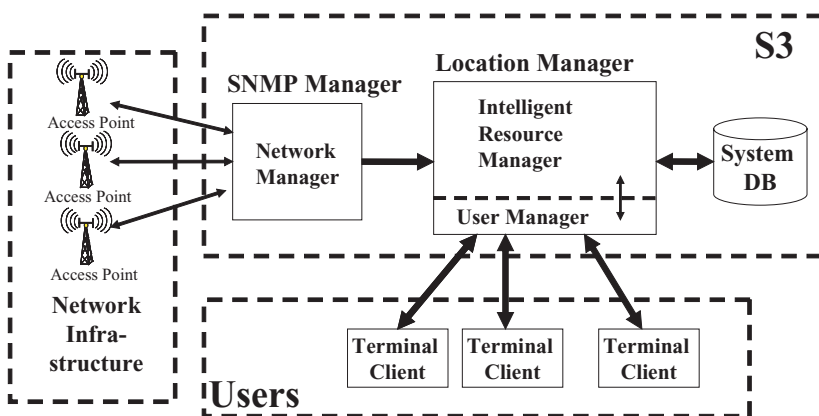 S3
SNMP Manager
Location Manager
Access Point
Access Point
Access Point
Network
Infra-
structure
Network
Manager
Intelligent
Resource
Manager
User Manager
System
DB
Terminal
Client
Terminal
Client
Terminal
Client
Users